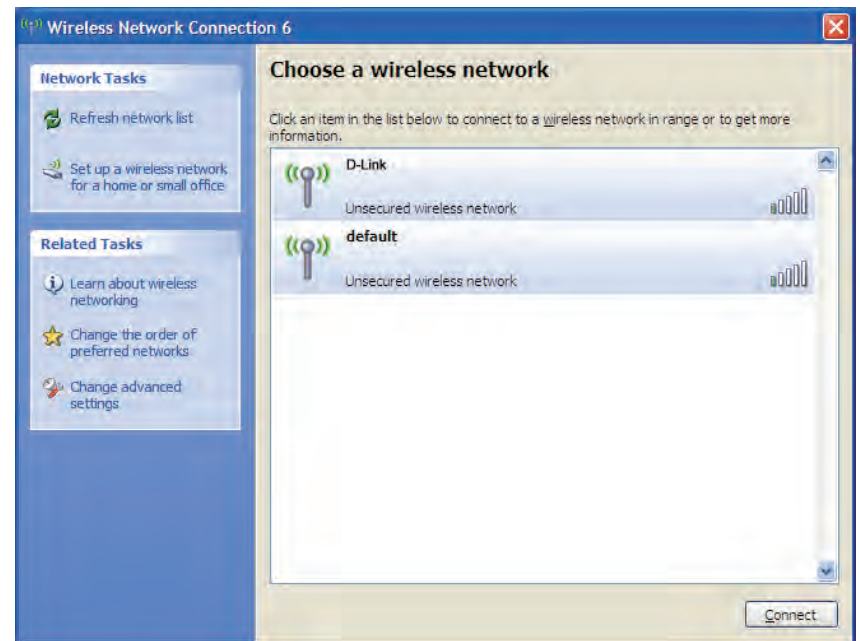 Wireless Network Connection 6
Network Tasks
Refresh network list
Set up a wireless network
for a home or small office
Related Tasks
Learn about wireless
networking
Change the order of
preferred networks
Change advanced
settings
Choose a wireless network
Click an item in the list below to connect to a wireless network in range or to get more
information.
D-Link
Unsecured wireless network
default
Unsecured wireless network
Connect